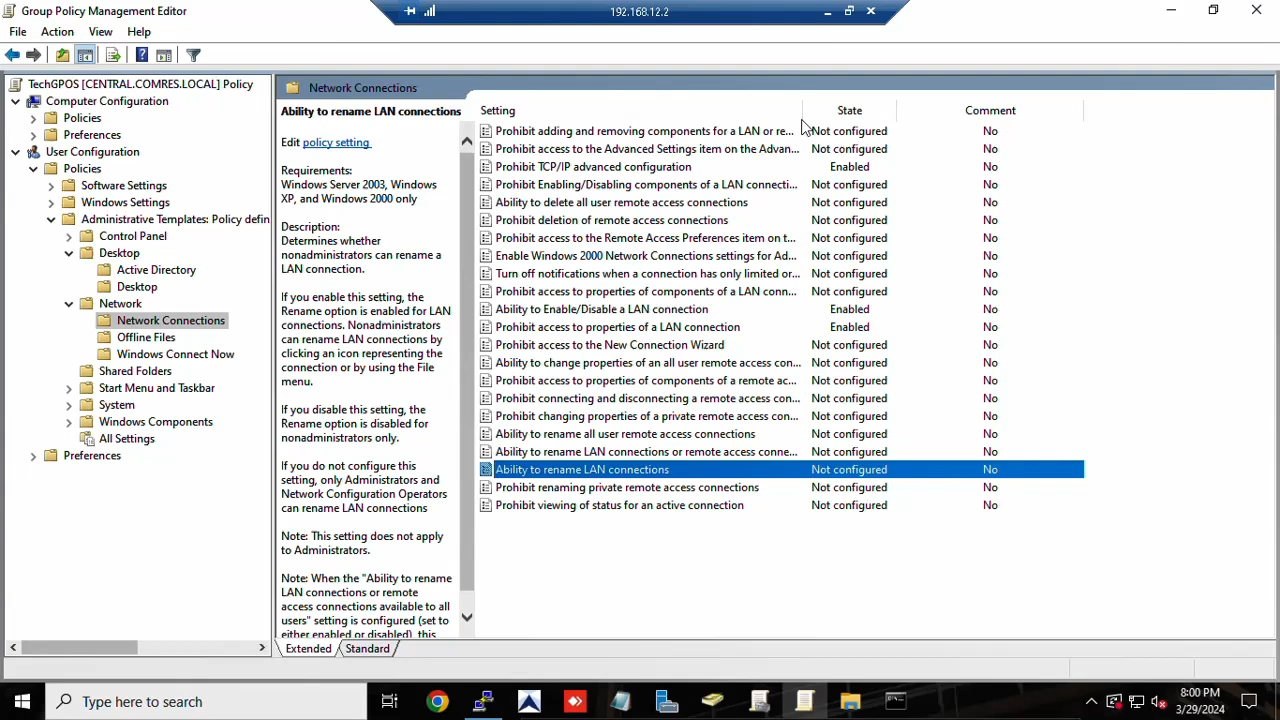 Group Policy Management Editor
192.168.12.2
File Action View Help
TechGPOS [CENTRAL.COMRES.LOCAL] Policy
Computer Configuration
Policies
Preferences
User Configuration
Policies
Software Settings
Windows Settings
Administrative Templates: Policy defin
Control Panel
Desktop
Active Directory
Desktop
Network
Network Connections
Offline Files
Windows Connect Now
Shared Folders
Start Menu and Taskbar
System
Windows Components
All Settings
Preferences
Network Connections
Ability to rename LAN connections
Edit policy setting
Requirements:
Windows Server 2003, Windows
XP, and Windows 2000 only
Description:
Determines whether
nonadministrators can rename a
LAN connection.
If you enable this setting, the
Rename option is enabled for LAN
connections. Nonadministrators
can rename LAN connections by
clicking an icon representing the
connection or by using the File
menu.
If you disable this setting, the
Rename option is disabled for
nonadministrators only.
If you do not configure this
setting, only Administrators and
Network Configuration Operators
can rename LAN connections
Note: This setting does not apply
to Administrators.
Note: When the "Ability to rename
LAN connections or remote
access connections available to all
users" setting is configured (set to
either enabled or disabled), this
Setting State Comment
Prohibit adding and removing components for a LAN or re... Not configured No
Prohibit access to the Advanced Settings item on the Advan... Not configured No
Prohibit TCP/IP advanced configuration Enabled No
Prohibit Enabling/Disabling components of a LAN connecti... Not configured No
Ability to delete all user remote access connections Not configured No
Prohibit deletion of remote access connections Not configured No
Prohibit access to the Remote Access Preferences item on t... Not configured No
Enable Windows 2000 Network Connections settings for Ad... Not configured No
Turn off notifications when a connection has only limited or... Not configured No
Prohibit access to properties of components of a LAN conn... Not configured No
Ability to Enable/Disable a LAN connection Enabled No
Prohibit access to properties of a LAN connection Enabled No
Prohibit access to the New Connection Wizard Not configured No
Ability to change properties of an all user remote access con... Not configured No
Prohibit access to properties of components of a remote ac... Not configured No
Prohibit connecting and disconnecting a remote access con... Not configured No
Prohibit changing properties of a private remote access con... Not configured No
Ability to rename all user remote access connections Not configured No
Ability to rename LAN connections or remote access conne... Not configured No
Ability to rename LAN connections Not configured No
Prohibit renaming private remote access connections Not configured No
Prohibit viewing of status for an active connection Not configured No
Extended Standard
Type here to search
8:00 PM
3/29/2024